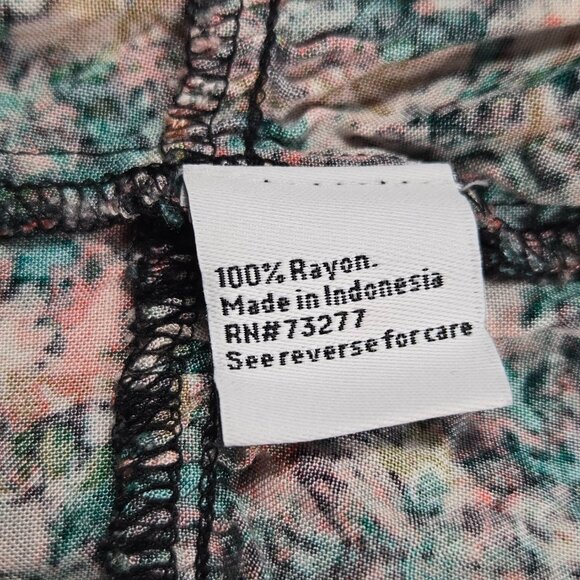 100% Rayon.
Made in Indonesia
RN#73277
See reverse for care